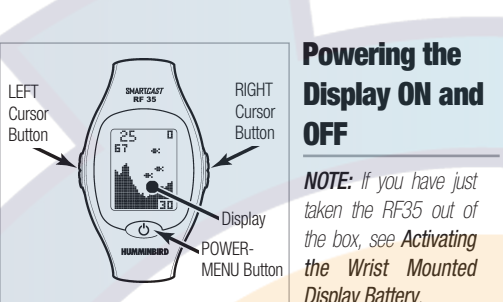 LEFT
Cursor
Button
SMARTCAST
RF 35
RIGHT
Cursor
Button
25 0
67
30
Display
POWER-
MENU Button
HUMMINBIRD
Powering the
Display ON and
OFF
NOTE: If you have just
taken the RF35 out of
the box, see Activating
the Wrist Mounted
Display Battery.